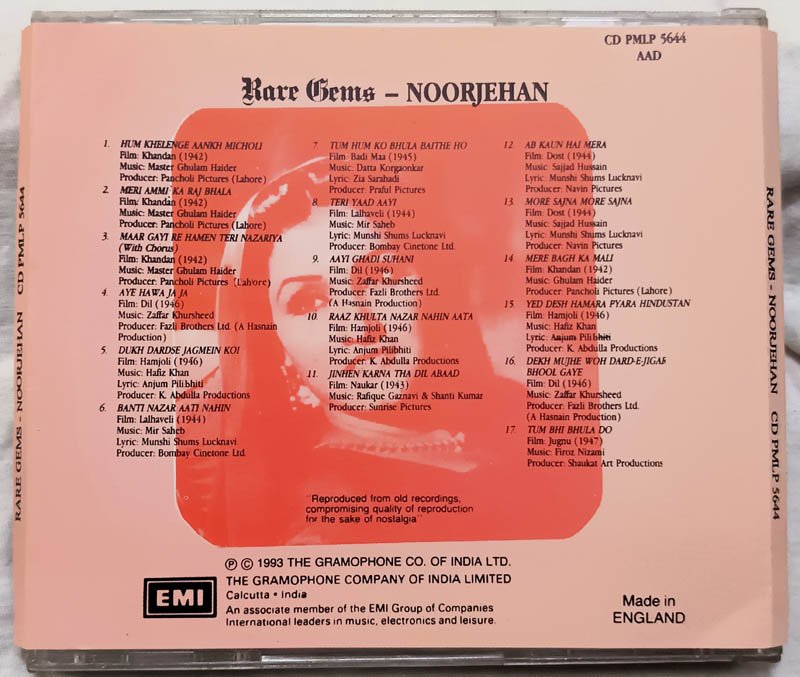 CD PMLP 5644
AAD
Rare Gems – NOORJEHAN
1. HUM KHELENGE AANKH MICHOLI
Film: Khandan (1942)
Music: Master Ghulam Haider
Producer: Pancholi Pictures (Lahore)
2. MERI AMMI KA RAJ BHALA
Film: Khandan (1942)
Music: Master Ghulam Haider
Producer: Pancholi Pictures (Lahore)
3. MAAR GAYI RE HAMEN TERI NAZARIYA
(With Chorus)
Film: Khandan (1942)
Music: Master Ghulam Haider
Producer: Pancholi Pictures (Lahore)
4. AYE HAWA JA JA
Film: Dil (1946)
Music: Zaffar Khursheed
Producer: Fazli Brothers Ltd. (A Hasnain
Production)
5. DUKH DARDSE JAGMEIN KOI
Film: Hamjoli (1946)
Music: Hafiz Khan
Lyric: Anjum Pilibhiti
Producer: K. Abdulla Productions
6. BANTI NAZAR AATI NAHIN
Film: Lalhaveli (1944)
Music: Mir Saheb
Lyric: Munshi Shums Lucknavi
Producer: Bombay Cinetone Ltd.
7. TUM HUM KO BHULA BAITHE HO
Film: Badi Maa (1945)
Music: Datta Korgaonkar
Lyric: Zia Sarahadi
Producer: Praful Pictures
8. TERI YAAD AAYI
Film: Lalhaveli (1944)
Music: Mir Saheb
Lyric: Munshi Shums Lucknavi
Producer: Bombay Cinetone Ltd.
9. AAYI GHADI SUHANI
Film: Dil (1946)
Music: Zaffar Khursheed
Producer: Fazli Brothers Ltd.
(A Hasnain Production)
10. RAAZ KHULTA NAZAR NAHIN AATA
Film: Hamjoli (1946)
Music: Hafiz Khan
Lyric: Anjum Pilibhiti
Producer: K. Abdulla Productions
11. JINHEN KARNA THA DIL ABAAD
Film: Naukar (1943)
Music: Rafique Gaznavi & Shanti Kumar
Producer: Sunrise Pictures
12. AB KAUN HAI MERA
Film: Dost (1944)
Music: Sajjad Hussain
Lyric: Munshi Shums Lucknavi
Producer: Navin Pictures
13. MORE SAJNA MORE SAJNA
Film: Dost (1944)
Music: Sajjad Hussain
Lyric: Munshi Shums Lucknavi
Producer: Navin Pictures
14. MERE BAGH KA MALI
Film: Khandan (1942)
Music: Ghulam Haider
Producer: Pancholi Pictures (Lahore)
15. YED DESH HAMARA PYARA HINDUSTAN
Film: Hamjoli (1946)
Music: Hafiz Khan
Lyric: Anjum Pilibhiti
Producer: K. Abdulla Productions
16. DEKH MUJHE WOH DARD-E-JIGAR
BHOOL GAYE
Film: Dil (1946)
Music: Zaffar Khursheed
Producer: Fazli Brothers Ltd.
(A Hasnain Production)
17. TUM BHI BHULA DO
Film: Jugnu (1947)
Music: Firoz Nizami
Producer: Shaukat Art Productions
"Reproduced from old recordings,
compromising quality of reproduction
for the sake of nostalgia"
Ⓟ © 1993 THE GRAMOPHONE CO. OF INDIA LTD.
THE GRAMOPHONE COMPANY OF INDIA LIMITED
Calcutta • India
An associate member of the EMI Group of Companies
International leaders in music, electronics and leisure.
EMI
Made in
ENGLAND
RARE GEMS - NOORJEHAN CD PMLP 5644
RARE GEMS - NOORJEHAN CD PMLP 5644